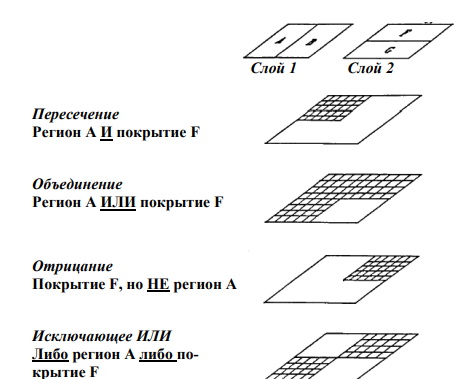 A B F G
Слой 1 Слой 2
Пересечение
Регион А И покрытие F
Объединение
Регион А ИЛИ покрытие F
Отрицание
Покрытие F, но НЕ регион А
Исключающее ИЛИ
Либо регион А либо по-
крытие F